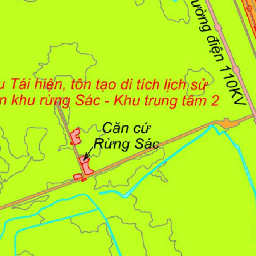 đường điện 110KV
Tái hiện, tôn tạo di tích lịch sử
khu rừng Sác - Khu trung tâm 2
Căn cứ
Rừng Sác